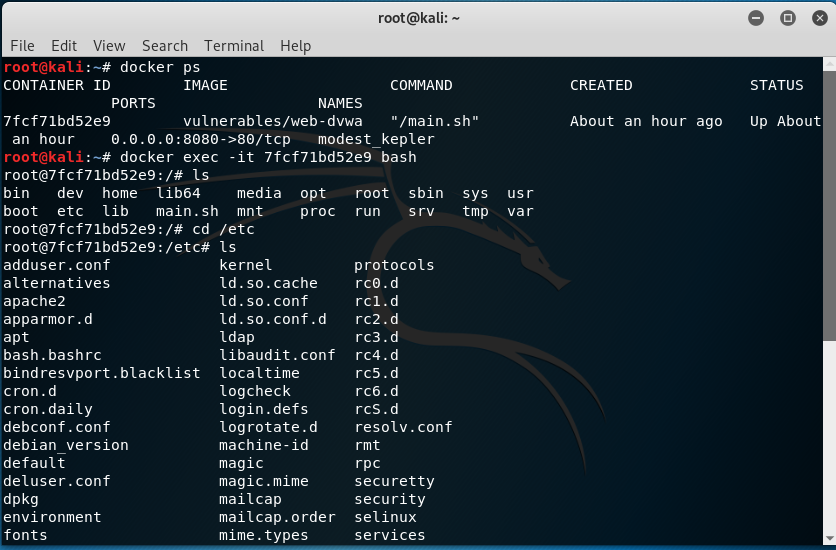 root@kali: ~
File Edit View Search Terminal Help
root@kali:~# docker ps
CONTAINER ID        IMAGE                  COMMAND             CREATED             STATUS
            PORTS                  NAMES
7fcf71bd52e9        vulnerables/web-dvwa   "/main.sh"          About an hour ago   Up About
 an hour    0.0.0.0:8080->80/tcp   modest_kepler
root@kali:~# docker exec -it 7fcf71bd52e9 bash
root@7fcf71bd52e9:/# ls
bin   dev  home  lib64    media  opt   root  sbin  sys  usr
boot  etc  lib   main.sh  mnt    proc  run   srv   tmp  var
root@7fcf71bd52e9:/# cd /etc
root@7fcf71bd52e9:/etc# ls
adduser.conf            kernel         protocols
alternatives            ld.so.cache    rc0.d
apache2                 ld.so.conf     rc1.d
apparmor.d              ld.so.conf.d   rc2.d
apt                     ldap           rc3.d
bash.bashrc             libaudit.conf  rc4.d
bindresvport.blacklist  localtime      rc5.d
cron.d                  logcheck       rc6.d
cron.daily              login.defs     rcS.d
debconf.conf            logrotate.d    resolv.conf
debian_version          machine-id     rmt
default                 magic          rpc
deluser.conf            magic.mime     securetty
dpkg                    mailcap        security
environment             mailcap.order  selinux
fonts                   mime.types     services